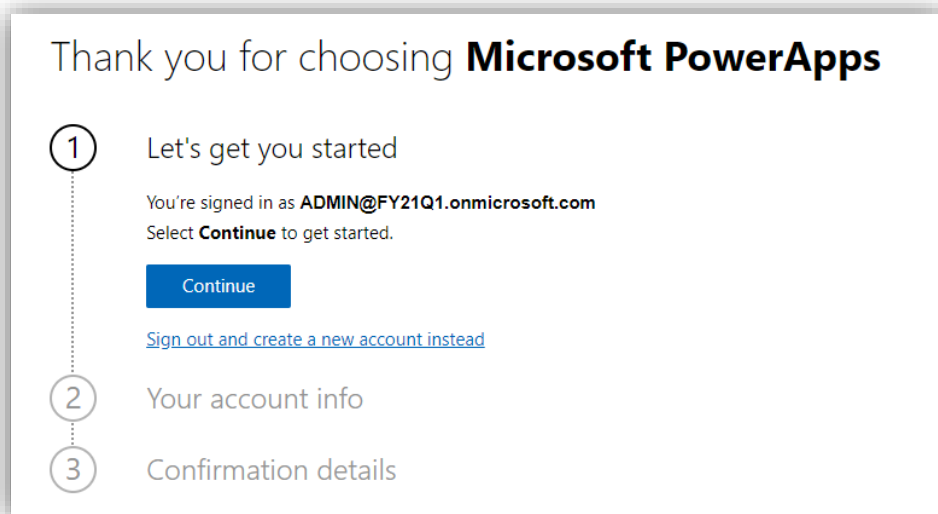 Thank you for choosing Microsoft PowerApps
1
Let's get you started
You're signed in as ADMIN@FY21Q1.onmicrosoft.com
Select Continue to get started.
Continue
Sign out and create a new account instead
2
Your account info
3
Confirmation details